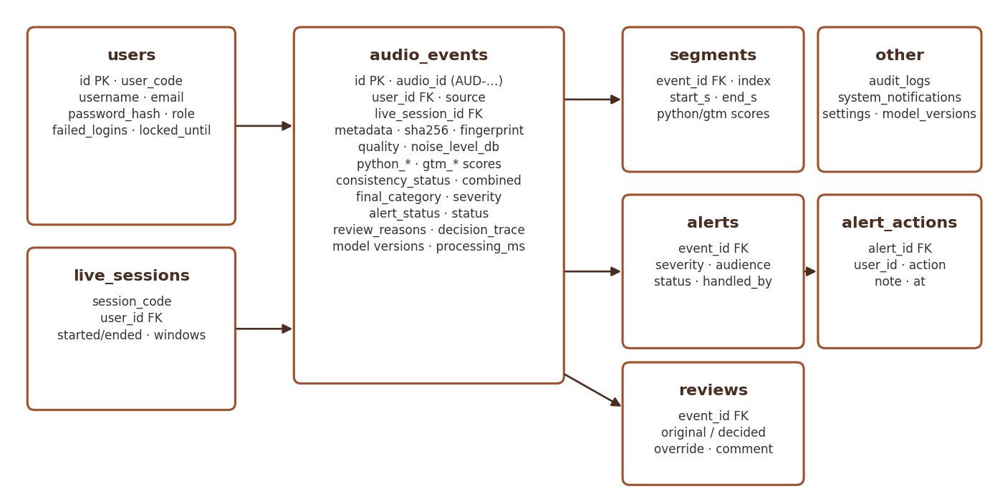 users
id PK · user_code
username · email
password_hash · role
failed_logins · locked_until
live_sessions
session_code
user_id FK
started/ended · windows
audio_events
id PK · audio_id (AUD-...)
user_id FK · source
live_session_id FK
metadata · sha256 · fingerprint
quality · noise_level_db
python_* · gtm_* scores
consistency_status · combined
final_category · severity
alert_status · status
review_reasons · decision_trace
model versions · processing_ms
segments
event_id FK · index
start_s · end_s
python/gtm scores
other
audit_logs
system_notifications
settings · model_versions
alerts
event_id FK
severity · audience
status · handled_by
alert_actions
alert_id FK
user_id · action
note · at
reviews
event_id FK
original / decided
override · comment